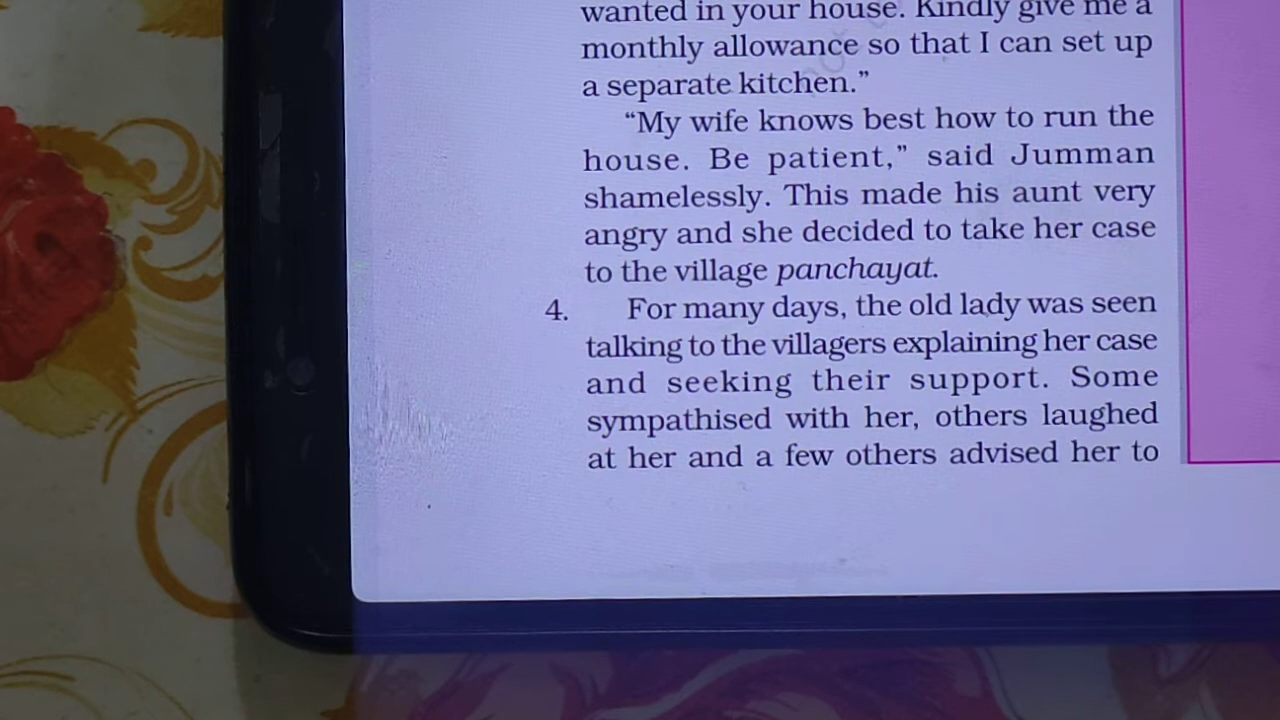 wanted in your house. Kindly give me a
monthly allowance so that I can set up
a separate kitchen.”
“My wife knows best how to run the
house. Be patient,” said Jumman
shamelessly. This made his aunt very
angry and she decided to take her case
to the village panchayat.
4. For many days, the old lady was seen
talking to the villagers explaining her case
and seeking their support. Some
sympathised with her, others laughed
at her and a few others advised her to